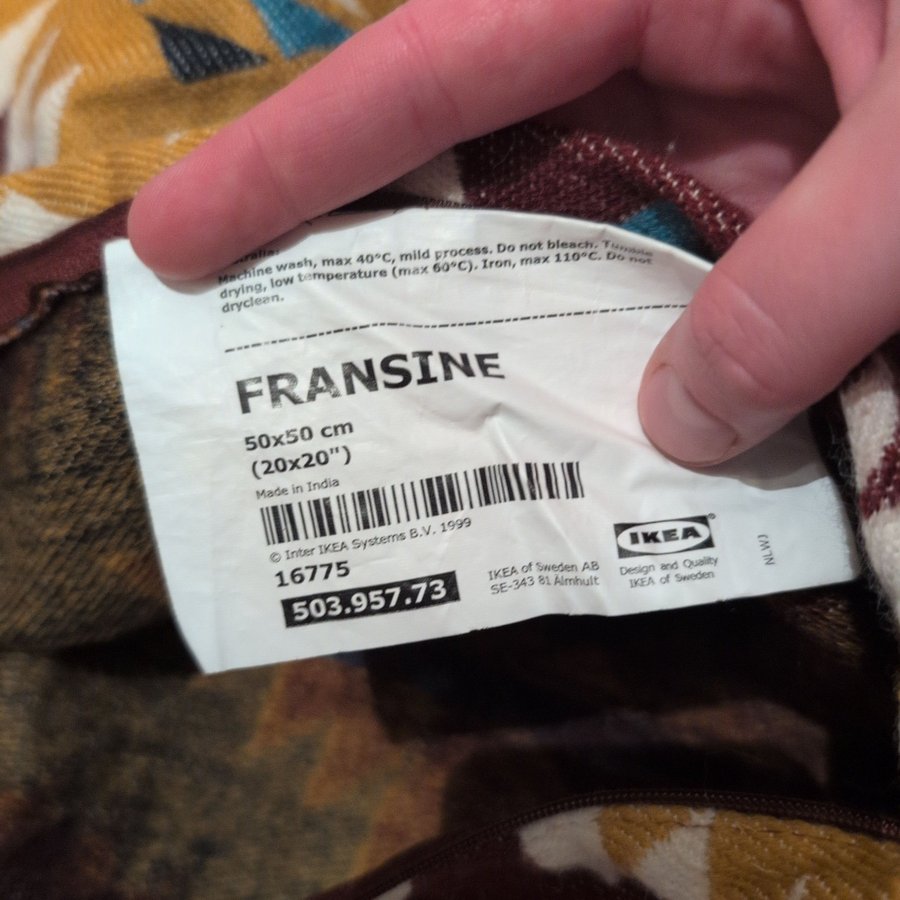 Machine wash, max 40°C, mild process. Do not bleach. Tumble
drying, low temperature (max 60°C). Iron, max 110°C. Do not
dryclean.
FRANSINE
50x50 cm
(20x20")
Made in India
© Inter IKEA Systems B.V. 1999
16775
503.957.73
IKEA of Sweden AB
SE-343 81 Älmhult
IKEA®
Design and Quality
IKEA of Sweden